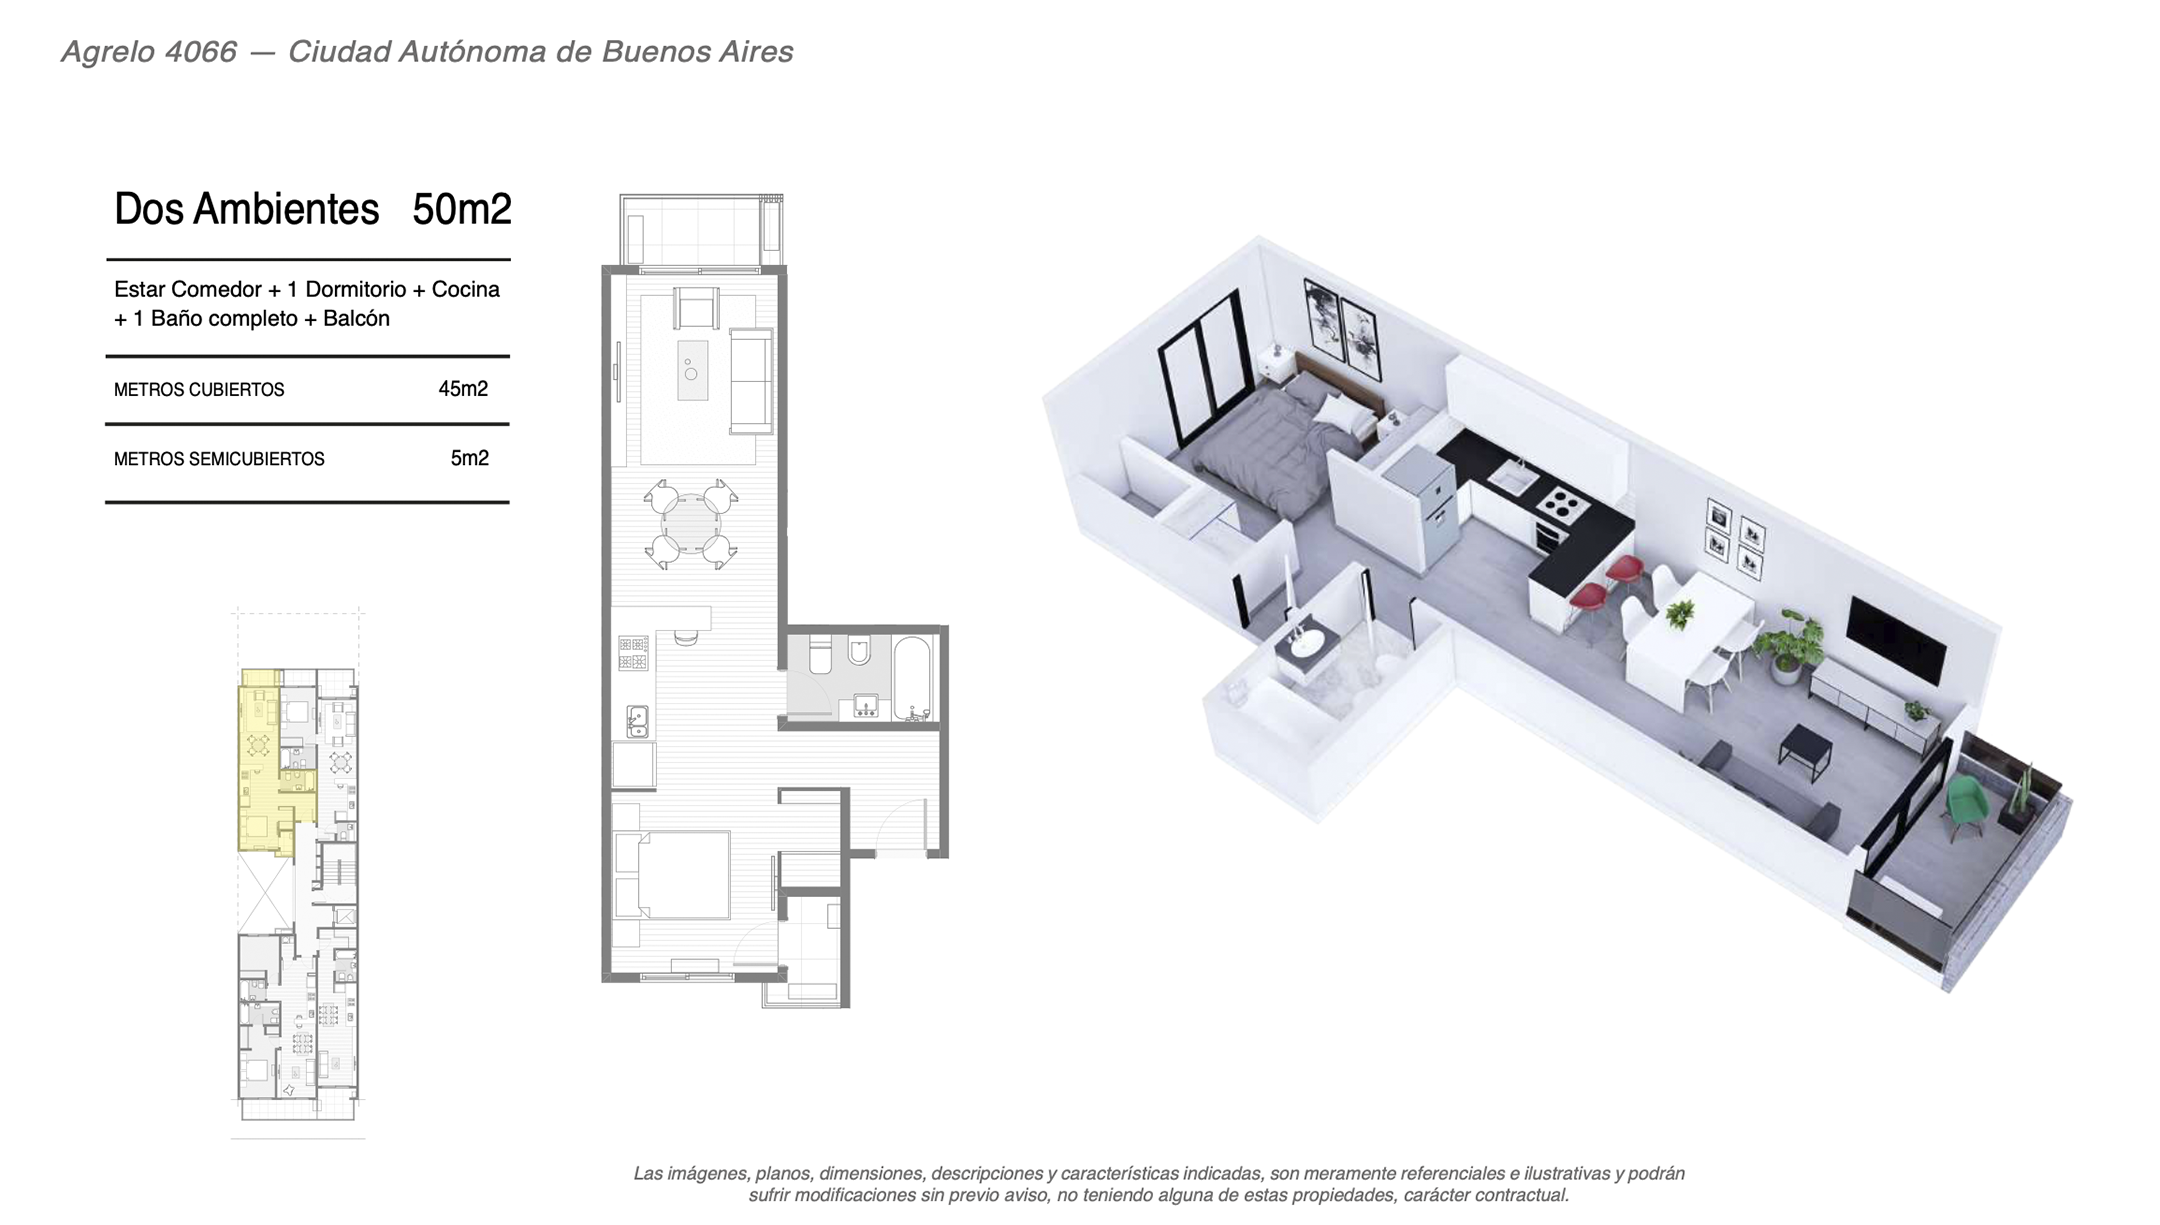 Agrelo 4066 — Ciudad Autónoma de Buenos Aires
Dos Ambientes 50m2
Estar Comedor + 1 Dormitorio + Cocina
+ 1 Baño completo + Balcón
METROS CUBIERTOS 45m2
METROS SEMICUBIERTOS 5m2
Las imágenes, planos, dimensiones, descripciones y características indicadas, son meramente referenciales e ilustrativas y podrán
sufrir modificaciones sin previo aviso, no teniendo alguna de estas propiedades, carácter contractual.